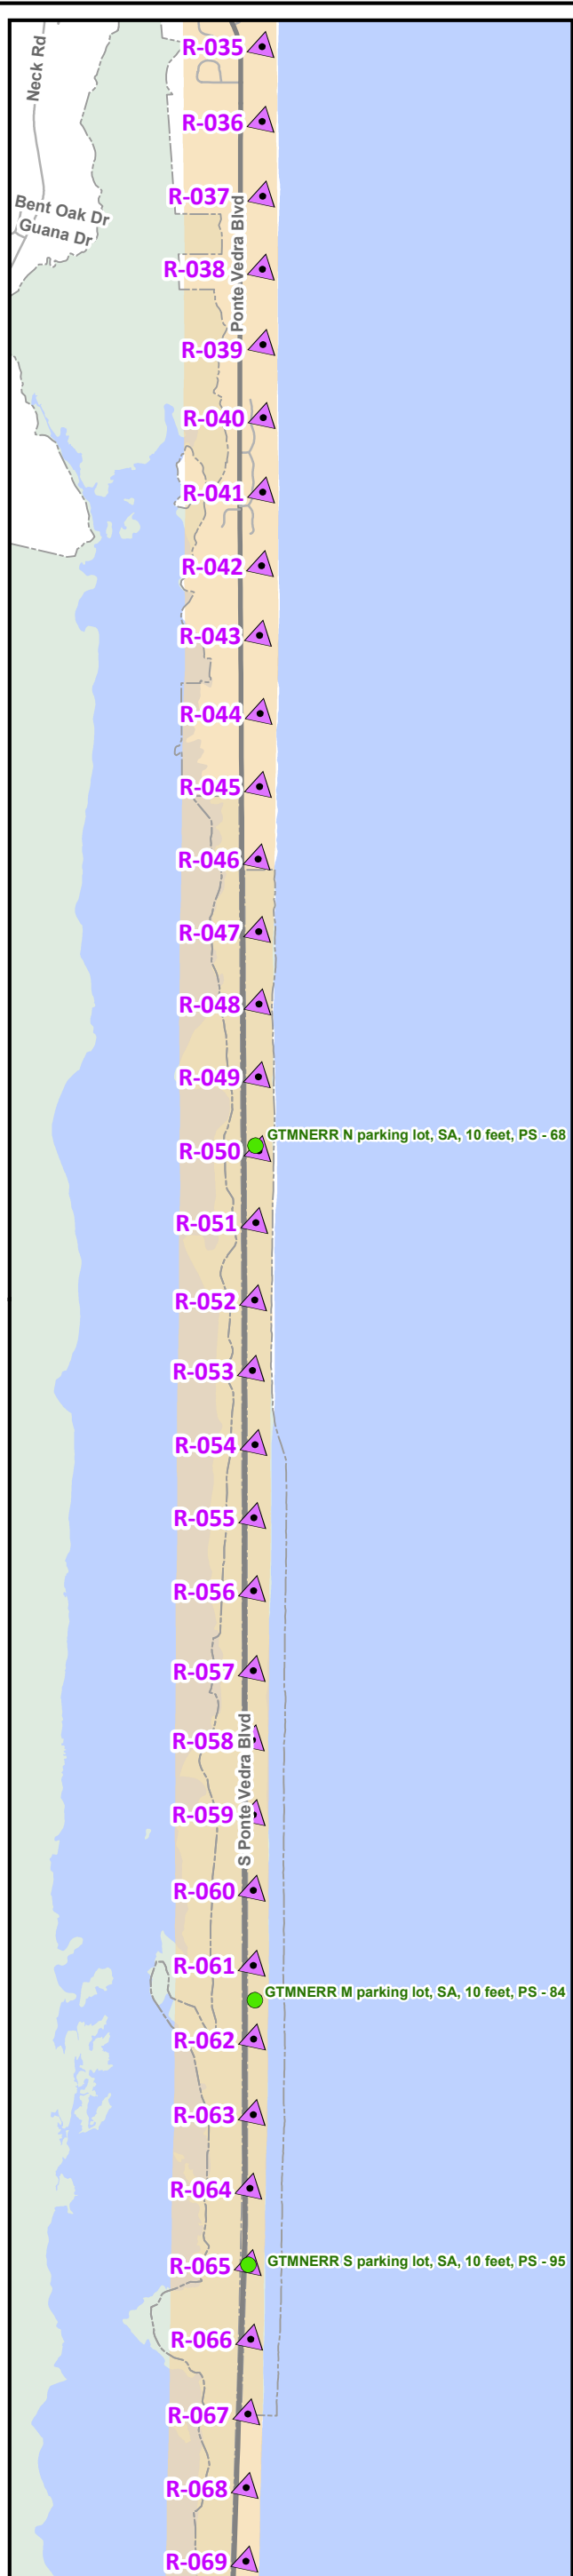 R-035
Neck Rd
R-036
R-037
Bent Oak Dr
Guana Dr
Ponte Vedra Blvd
R-038
R-039
R-040
R-041
R-042
R-043
R-044
R-045
R-046
R-047
R-048
R-049
GTMNERR N parking lot, SA, 10 feet, PS - 68
R-050
R-051
R-052
R-053
R-054
R-055
R-056
R-057
R-058
S Ponte Vedra Blvd
R-059
R-060
R-061
GTMNERR M parking lot, SA, 10 feet, PS - 84
R-062
R-063
R-064
R-065
GTMNERR S parking lot, SA, 10 feet, PS - 95
R-066
R-067
R-068
R-069